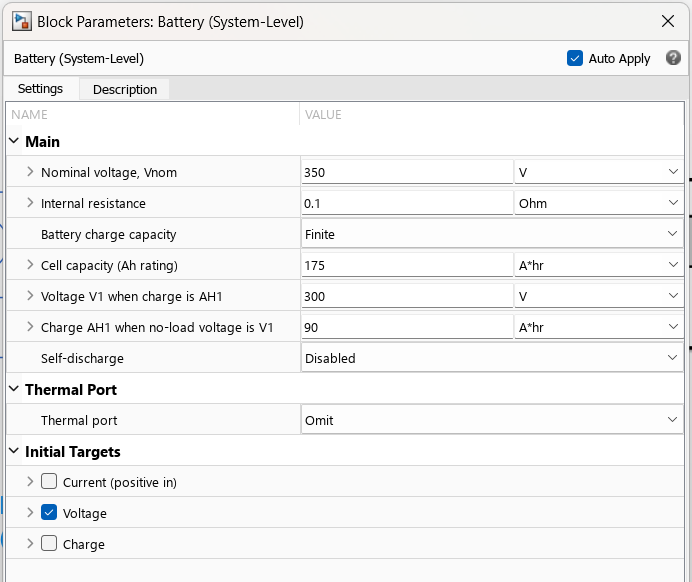 Block Parameters: Battery (System-Level)
Battery (System-Level)
Auto Apply
?
Settings
Description
NAME
VALUE
Main
Nominal voltage, Vnom 350 V
Internal resistance 0.1 Ohm
Battery charge capacity Finite
Cell capacity (Ah rating) 175 A*hr
Voltage V1 when charge is AH1 300 V
Charge AH1 when no-load voltage is V1 90 A*hr
Self-discharge Disabled
Thermal Port
Thermal port Omit
Initial Targets
Current (positive in)
Voltage
Charge